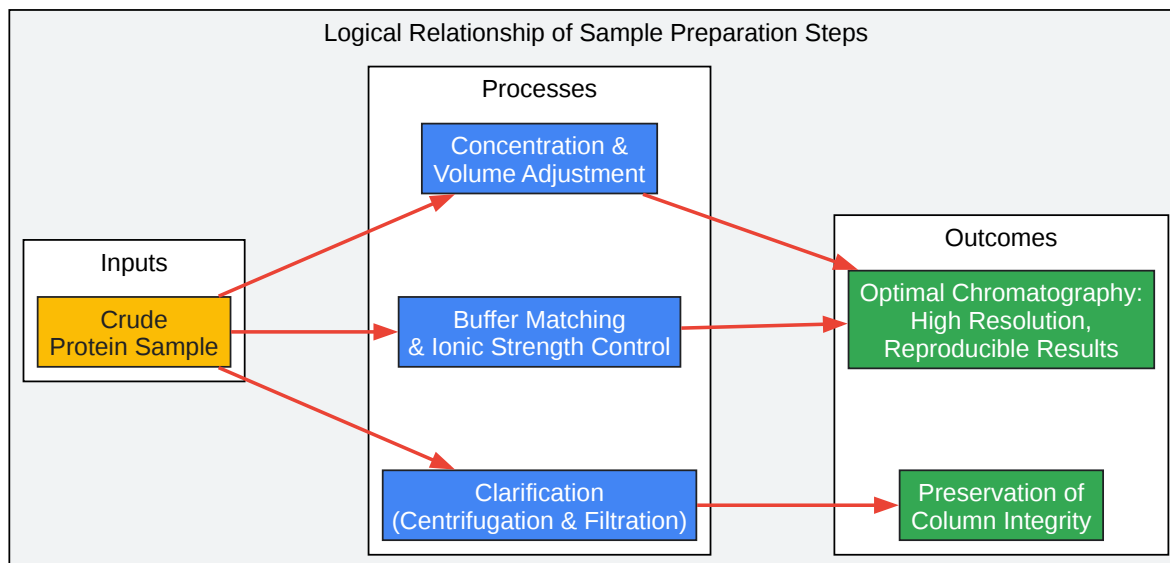 Logical Relationship of Sample Preparation Steps
Inputs
Crude
Protein Sample
Processes
Concentration &
Volume Adjustment
Buffer Matching
& Ionic Strength Control
Clarification
(Centrifugation & Filtration)
Outcomes
Optimal Chromatography:
High Resolution,
Reproducible Results
Preservation of
Column Integrity